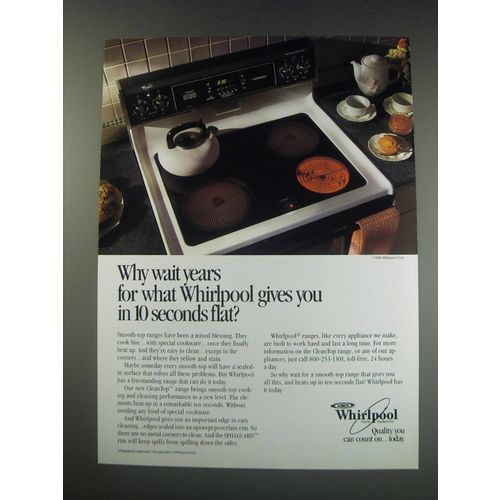 Why wait years
for what Whirlpool gives you
in 10 seconds flat?
Smooth-top ranges have been a mixed blessing. They
cook fine...with special cookware...once they finally
heat up. And they're easy to clean...except in the
corners...and where they yellow and stain.
Maybe someday every smooth-top will have a sealed-
in surface that solves all these problems. But Whirlpool
has a freestanding range that can do it today.
Our new CleanTop™ range brings smooth-top cook-
ing and cleaning performance to a new level. The ele-
ments heat up in a remarkable ten seconds. Without
needing any kind of special cookware.
And Whirlpool gives you an important edge in easy
cleaning...edges sealed into an upswept porcelain rim. So
there are no metal corners to clean. And the SPILLGUARD™
rim will keep spills from spilling down the sides.
Whirlpool® ranges, like every appliance we make,
are built to work hard and last a long time. For more
information on the CleanTop range, or any of our ap-
pliances, just call 800-253-1301, toll-free, 24 hours
a day.
So why wait for a smooth-top range that gives you
all this, and heats up in ten seconds flat? Whirlpool has
it today.
Whirlpool
HOME APPLIANCES
Quality you
can count on...today.